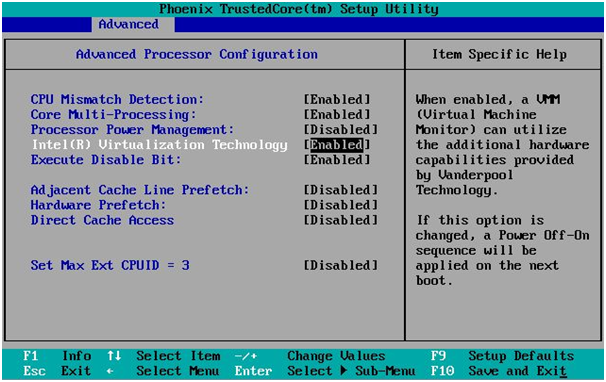 Phoenix TrustedCore(tm) Setup Utility
Advanced
Advanced Processor Configuration
CPU Mismatch Detection: [Enabled]
Core Multi-Processing: [Enabled]
Processor Power Management: [Disabled]
Intel(R) Virtualization Technology [Enabled]
Execute Disable Bit: [Enabled]
Adjacent Cache Line Prefetch: [Disabled]
Hardware Prefetch: [Disabled]
Direct Cache Access [Disabled]
Set Max Ext CPUID = 3 [Disabled]
Item Specific Help
When enabled, a VMM
(Virtual Machine
Monitor) can utilize
the additional hardware
capabilities provided
by Vanderpool
Technology.
If this option is
changed, a Power Off-On
sequence will be
applied on the next
boot.
F1 Info ↑↓ Select Item -/+ Change Values F9 Setup Defaults
Esc Exit ← Select Menu Enter Select ▶ Sub-Menu F10 Save and Exit